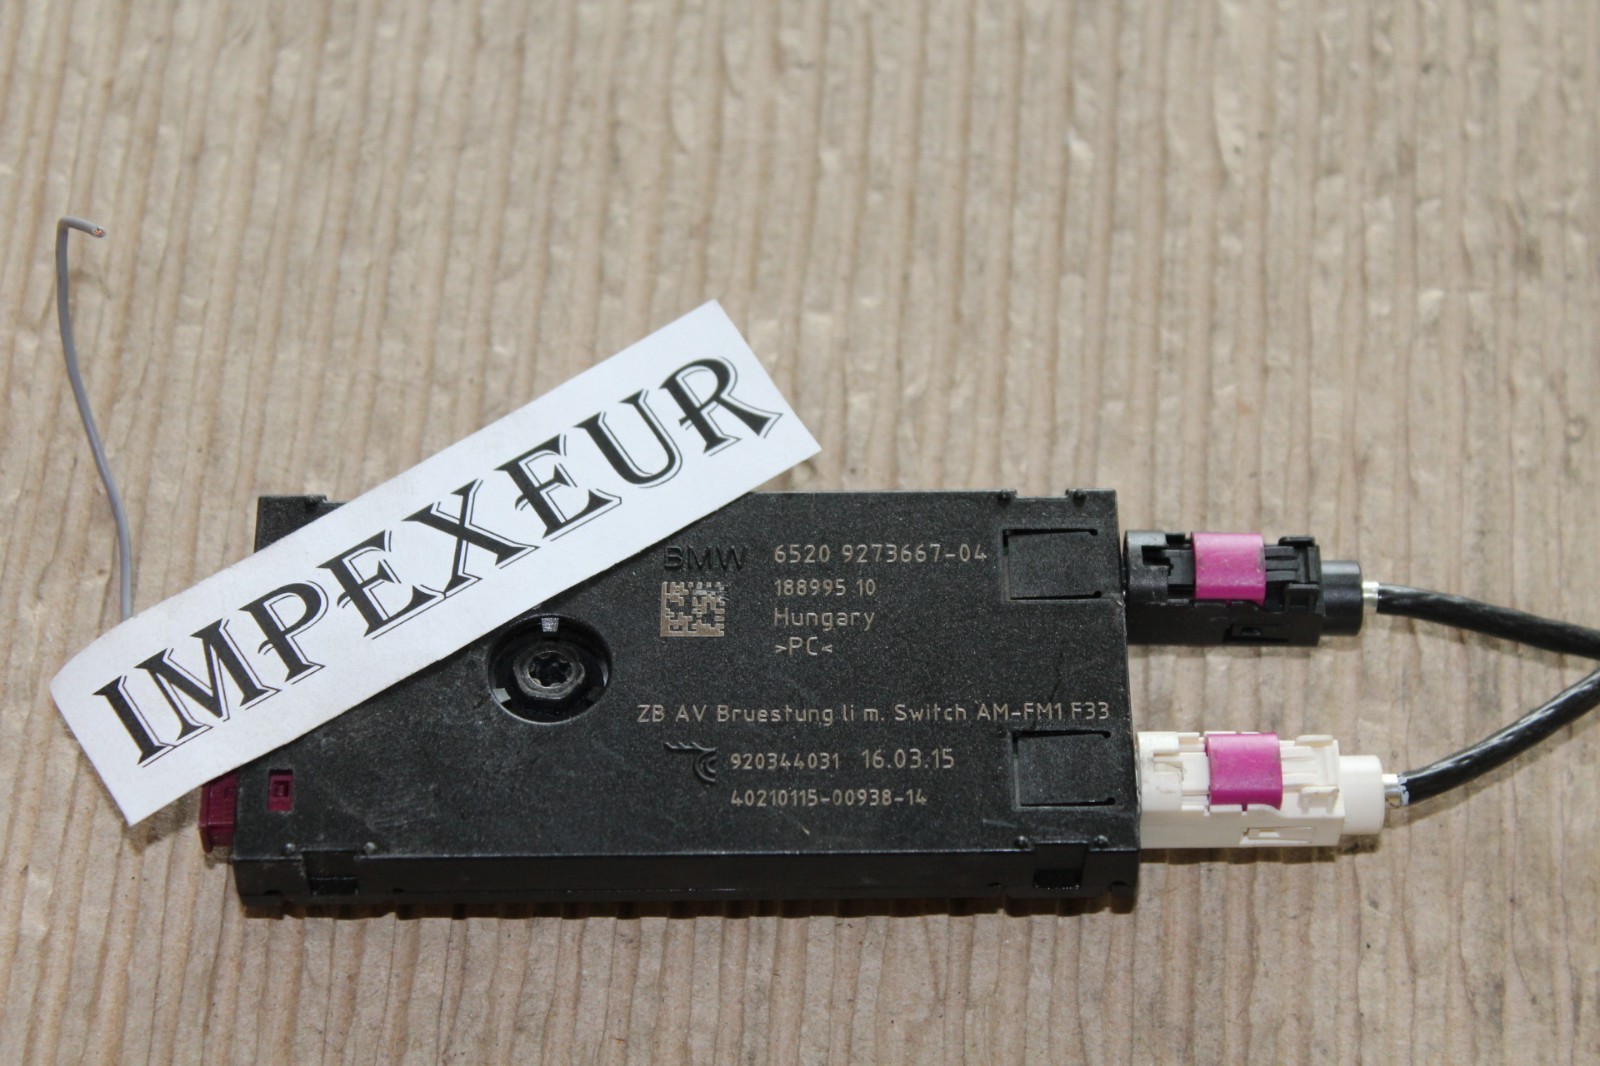 IMPEXEUR
BMW 6520 9273667-04
188995 10
Hungary
>PC<
ZB AV Bruestung li m. Switch AM-FM1 F33
920344031 16.03.15
40210115-00938-14